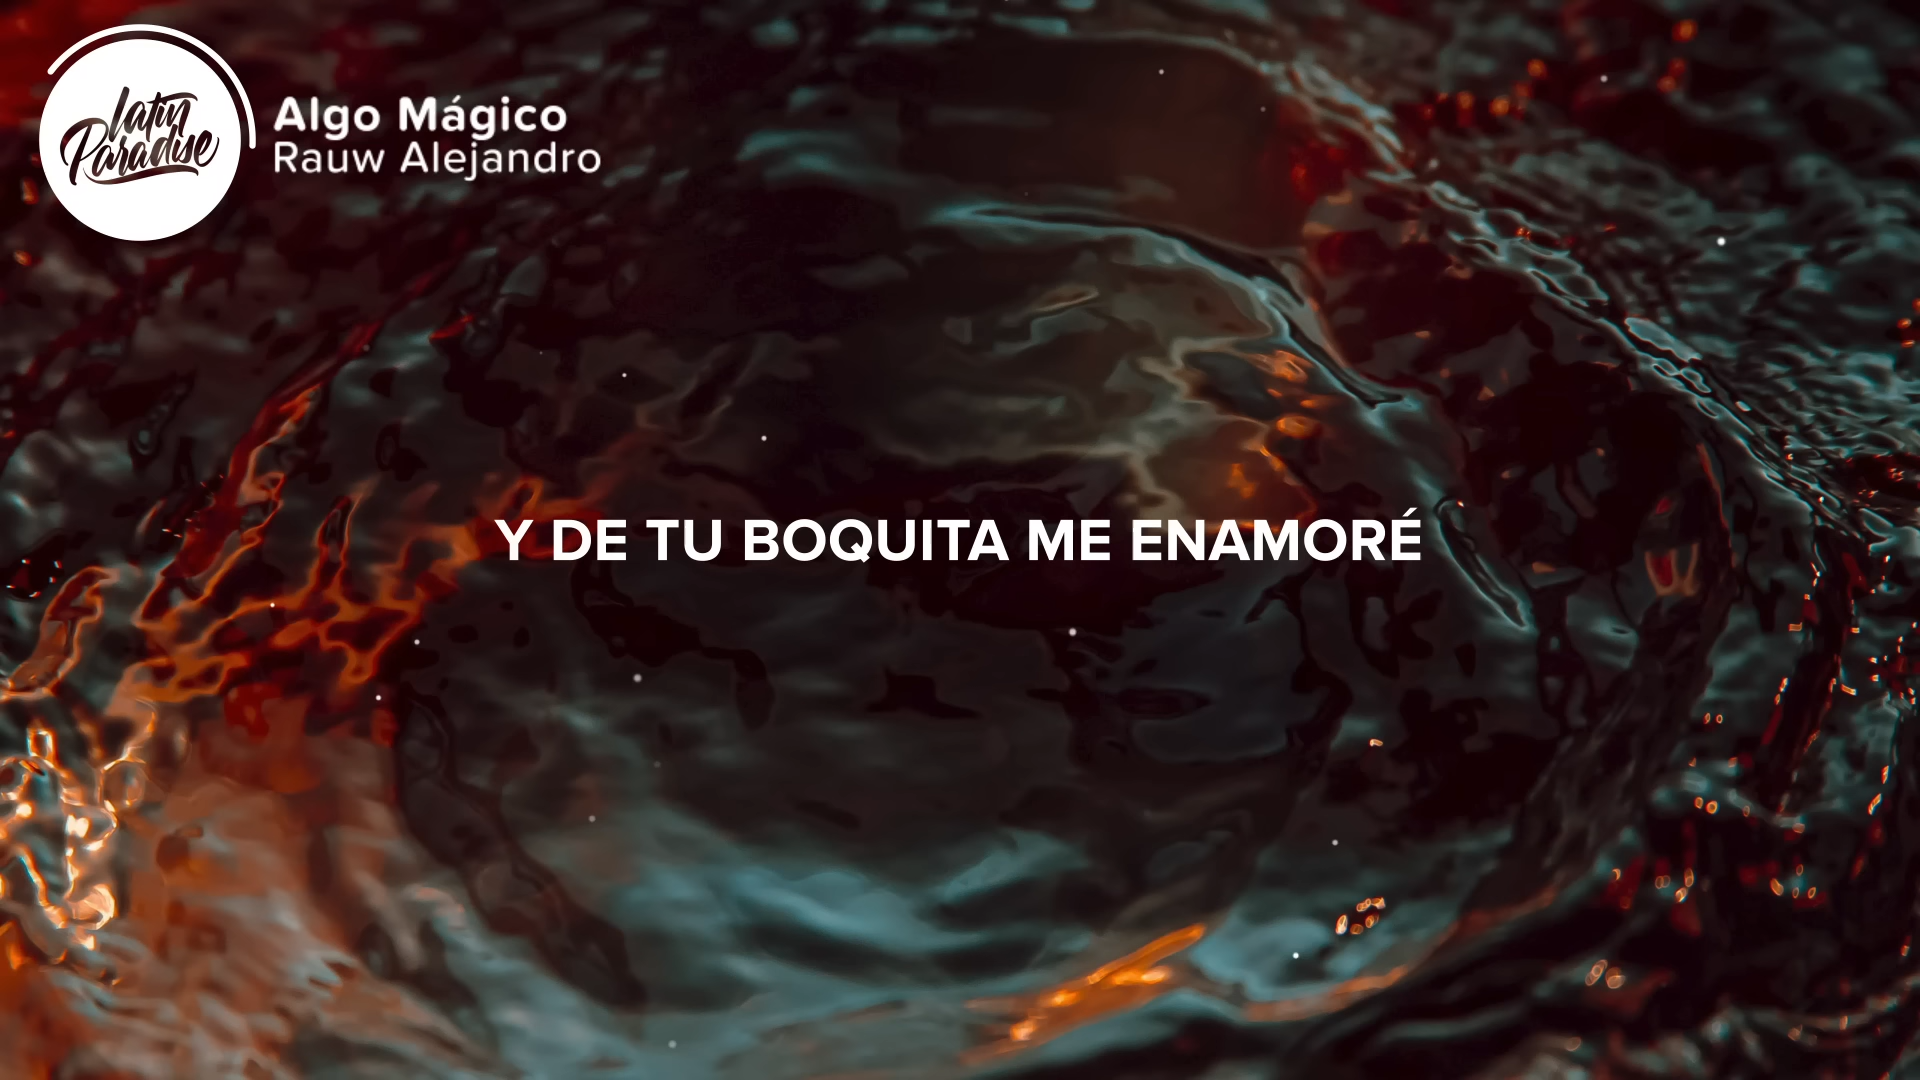 Latin
Paradise
Algo Mágico
Rauw Alejandro
Y DE TU BOQUITA ME ENAMORÉ